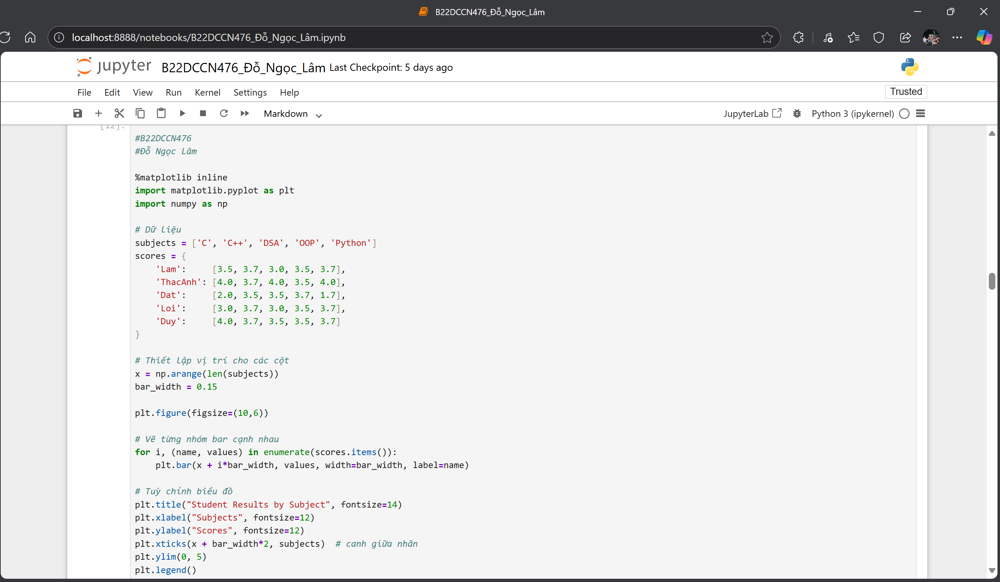 B22DCCN476_Đỗ_Ngọc_Lâm
localhost:8888/notebooks/B22DCCN476_Đỗ_Ngọc_Lâm.ipynb
jupyter B22DCCN476_Đỗ_Ngọc_Lâm Last Checkpoint: 5 days ago
File Edit View Run Kernel Settings Help Trusted
Markdown JupyterLab Python 3 (ipykernel)
[12]:
#B22DCCN476
#Đỗ Ngọc Lâm
%matplotlib inline
import matplotlib.pyplot as plt
import numpy as np
# Dữ liệu
subjects = ['C', 'C++', 'DSA', 'OOP', 'Python']
scores = {
    'Lam':     [3.5, 3.7, 3.0, 3.5, 3.7],
    'ThacAnh': [4.0, 3.7, 4.0, 3.5, 4.0],
    'Dat':     [2.0, 3.5, 3.5, 3.7, 1.7],
    'Loi':     [3.0, 3.7, 3.0, 3.5, 3.7],
    'Duy':     [4.0, 3.7, 3.5, 3.5, 3.7]
}
# Thiết lập vị trí cho các cột
x = np.arange(len(subjects))
bar_width = 0.15
plt.figure(figsize=(10,6))
# Vẽ từng nhóm bar cạnh nhau
for i, (name, values) in enumerate(scores.items()):
    plt.bar(x + i*bar_width, values, width=bar_width, label=name)
# Tuỳ chỉnh biểu đồ
plt.title("Student Results by Subject", fontsize=14)
plt.xlabel("Subjects", fontsize=12)
plt.ylabel("Scores", fontsize=12)
plt.xticks(x + bar_width*2, subjects)  # canh giữa nhãn
plt.ylim(0, 5)
plt.legend()